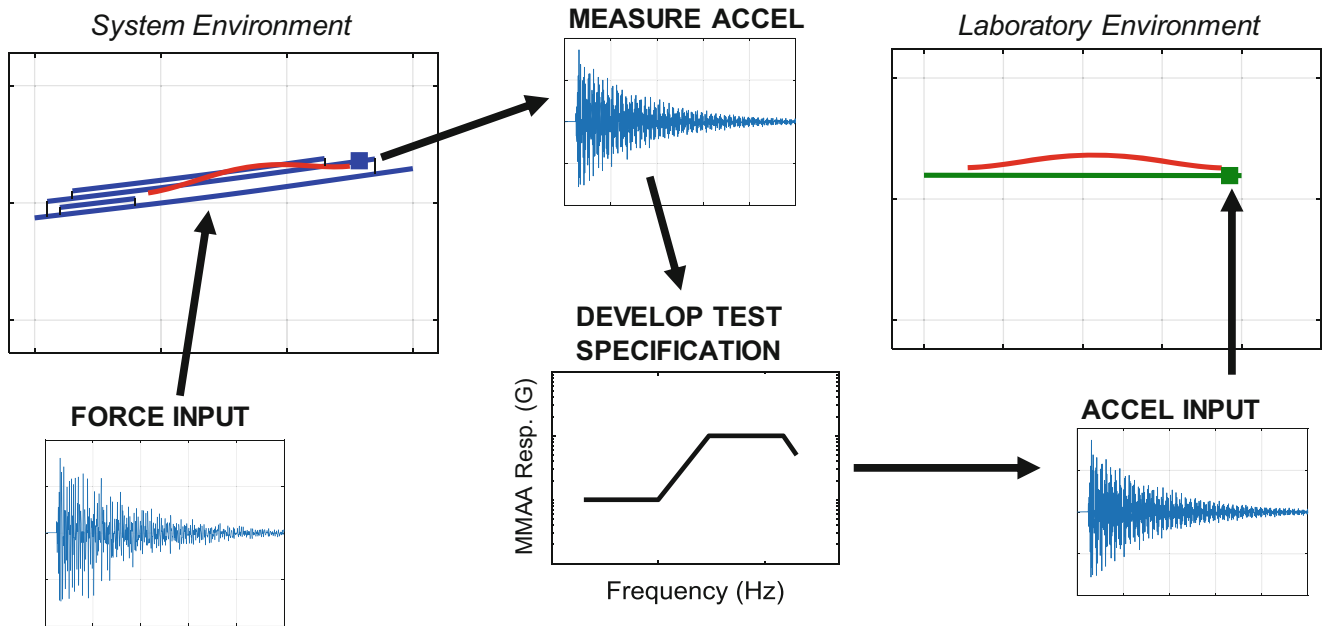 System Environment
MEASURE ACCEL
Laboratory Environment
DEVELOP TEST
SPECIFICATION
FORCE INPUT
MMAA Resp. (G)
Frequency (Hz)
ACCEL INPUT